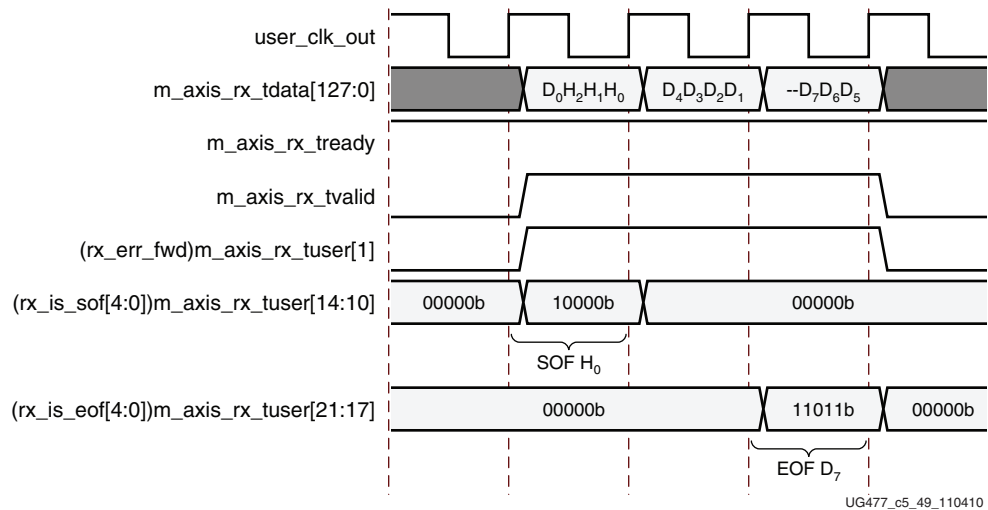 user_clk_out
m_axis_rx_tdata[127:0] D₀H₂H₁H₀ D₄D₃D₂D₁ --D₇D₆D₅
m_axis_rx_tready
m_axis_rx_tvalid
(rx_err_fwd)m_axis_rx_tuser[1]
(rx_is_sof[4:0])m_axis_rx_tuser[14:10] 00000b 10000b 00000b
SOF H₀
(rx_is_eof[4:0])m_axis_rx_tuser[21:17] 00000b 11011b 00000b
EOF D₇
UG477_c5_49_110410